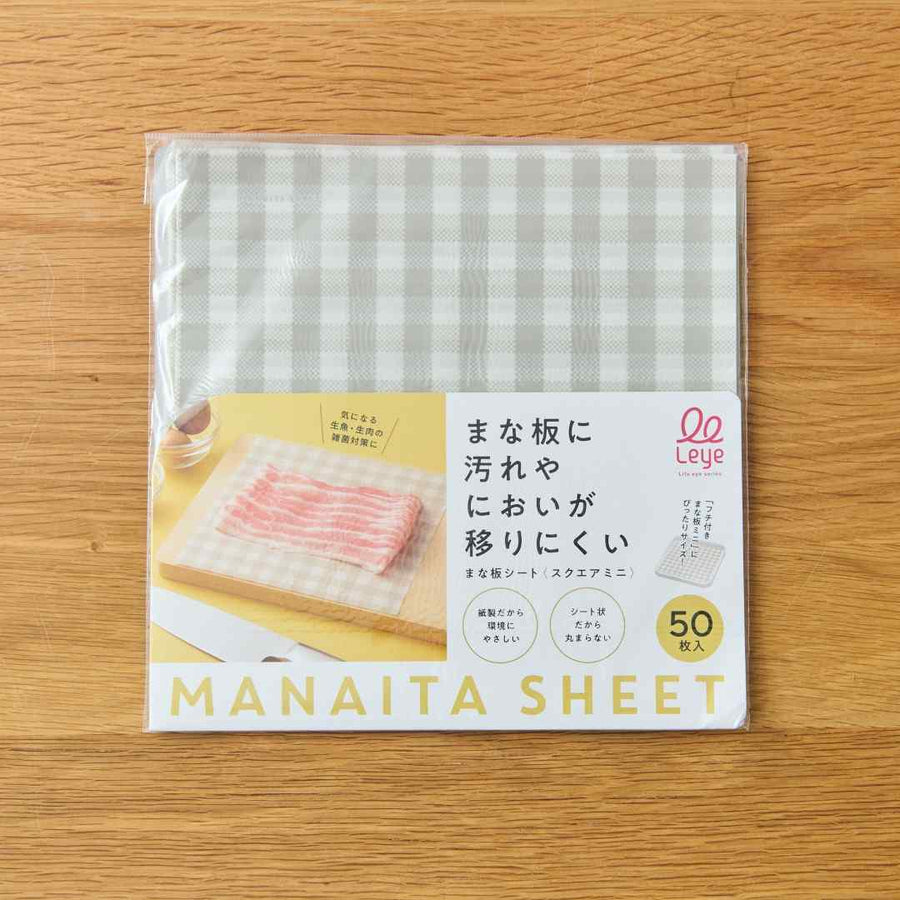 気になる
生魚・生肉の
雑菌対策に
まな板に
汚れや
においが
移りにくい
まな板シート〈スクエアミニ〉
紙製だから
環境に
やさしい
シート状
だから
丸まらない
Leye
Life eye series
「フチ付き
まな板ミニ」に
ぴったりサイズ！
50
枚入
MANAITA SHEET